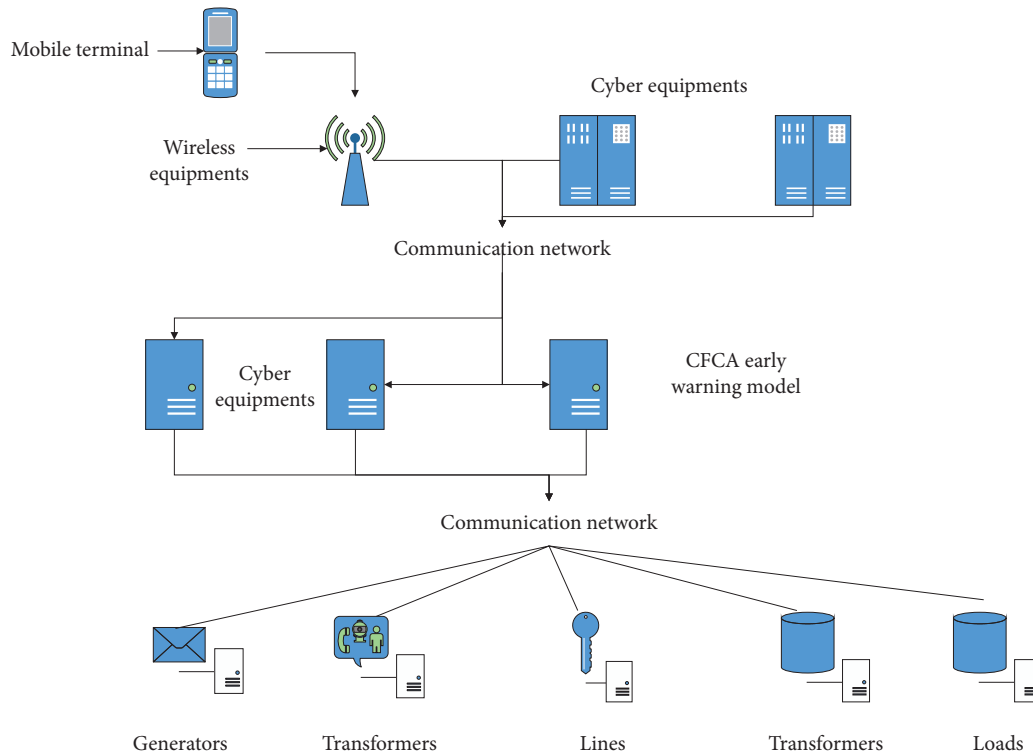 Mobile terminal
Cyber equipments
Wireless
equipments
Communication network
Cyber
equipments
CFCA early
warning model
Communication network
Generators
Transformers
Lines
Transformers
Loads